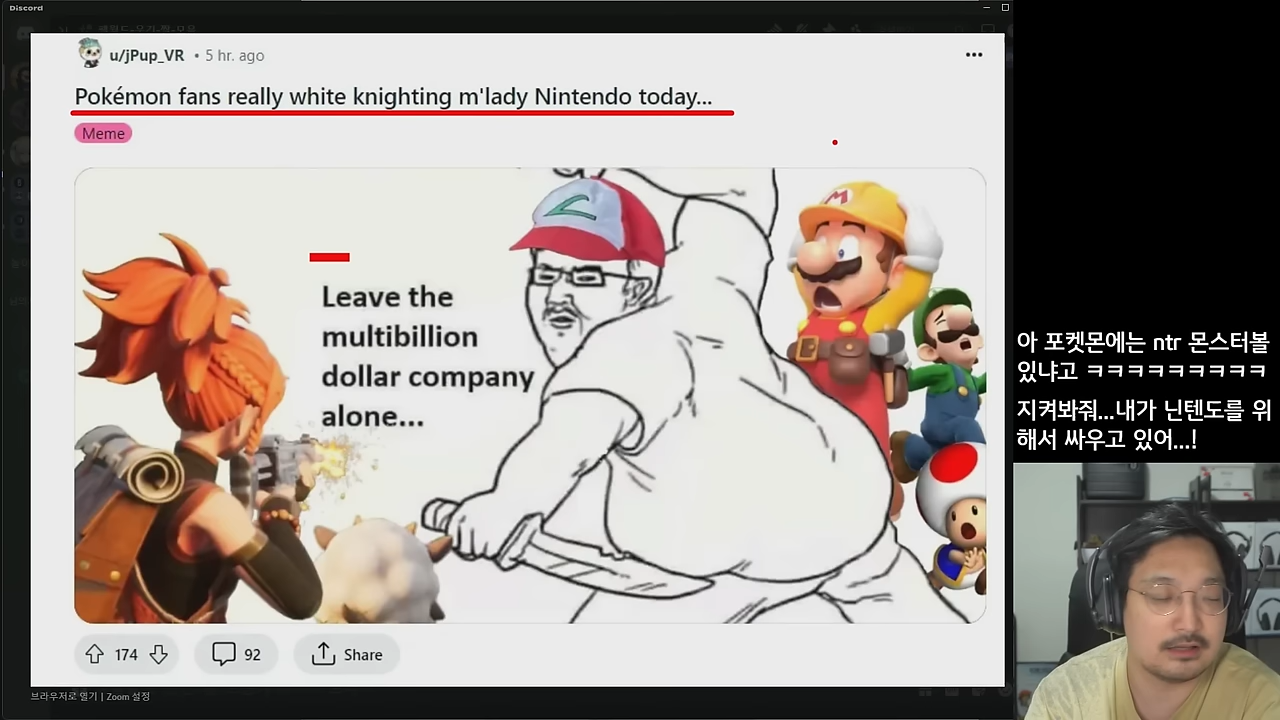 Discord
u/jPup_VR • 5 hr. ago
Pokémon fans really white knighting m'lady Nintendo today...
Meme
M
Leave the
multibillion
dollar company
alone...
174
92
Share
브라우저로 열기 | Zoom 설정
아 포켓몬에는 ntr 몬스터볼
있냐고 ㅋㅋㅋㅋㅋㅋㅋㅋㅋ
지켜봐줘...내가 닌텐도를 위
해서 싸우고 있어...!